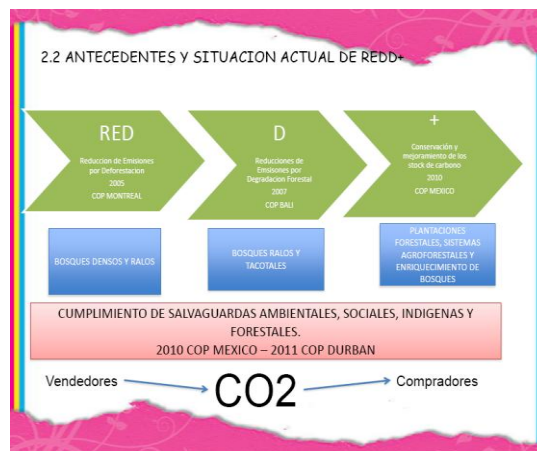 2.2 ANTECEDENTES Y SITUACION ACTUAL DE REDD+
RED
Reduccion de Emisiones
por Deforestacion
2005
COP MONTREAL
D
Reducciones de
Emisones por
Degradacion Forestal
2007
COP BALI
+
Conservación y
mejoramiento de los
stock de carbono
2010
COP MEXICO
BOSQUES DENSOS Y RALOS
BOSQUES RALOS Y
TACOTALES
PLANTACIONES
FORESTALES, SISTEMAS
AGROFORESTALES Y
ENRIQUECIMIENTO DE
BOSQUES
CUMPLIMIENTO DE SALVAGUARDAS AMBIENTALES, SOCIALES, INDIGENAS Y
FORESTALES.
2010 COP MEXICO – 2011 COP DURBAN
Vendedores
CO2
Compradores